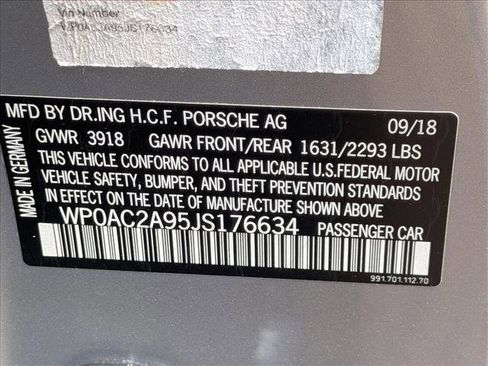 Vin Number
MFD BY DR.ING H.C.F. PORSCHE AG 09/18
GVWR 3918 GAWR FRONT/REAR 1631/2293 LBS
THIS VEHICLE CONFORMS TO ALL APPLICABLE U.S.FEDERAL MOTOR
VEHICLE SAFETY, BUMPER, AND THEFT PREVENTION STANDARDS
IN EFFECT ON THE DATE OF MANUFACTURE SHOWN ABOVE.
WP0AC2A95JS176634 PASSENGER CAR
991.701.112.70
MADE IN GERMANY